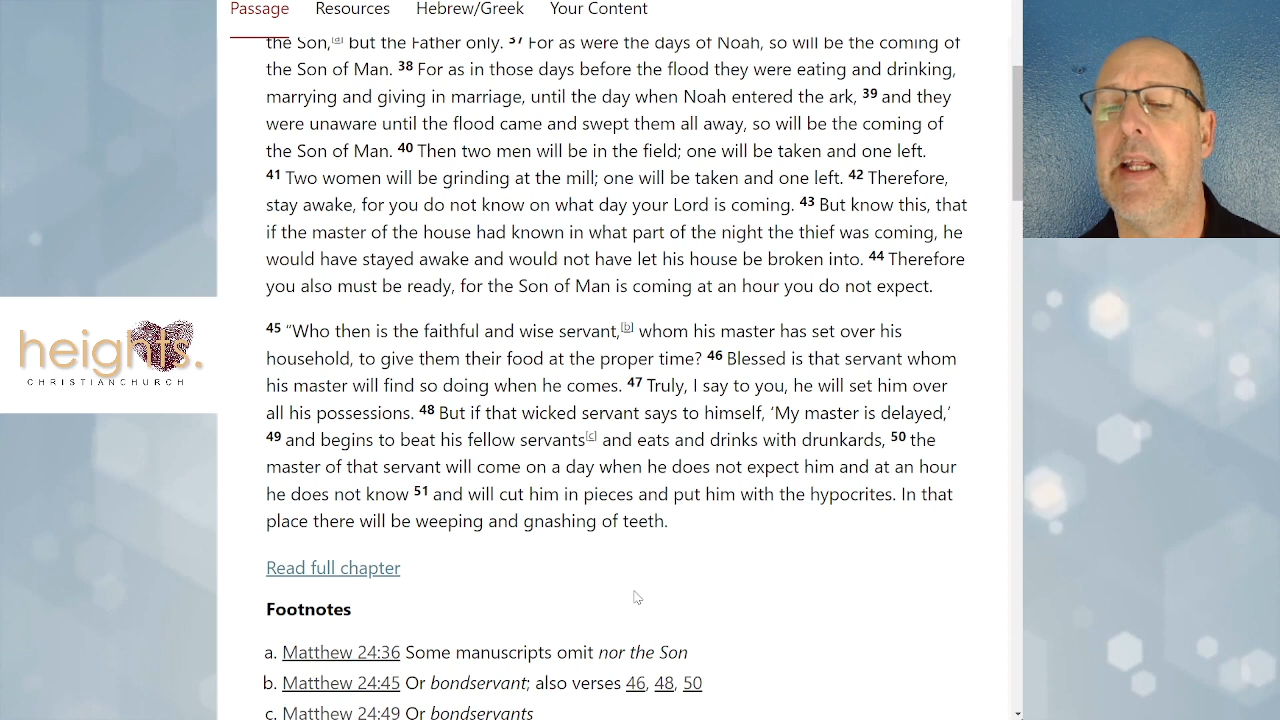 Passage Resources Hebrew/Greek Your Content
the Son,[a] but the Father only. 37 For as were the days of Noah, so will be the coming of
the Son of Man. 38 For as in those days before the flood they were eating and drinking,
marrying and giving in marriage, until the day when Noah entered the ark, 39 and they
were unaware until the flood came and swept them all away, so will be the coming of
the Son of Man. 40 Then two men will be in the field; one will be taken and one left.
41 Two women will be grinding at the mill; one will be taken and one left. 42 Therefore,
stay awake, for you do not know on what day your Lord is coming. 43 But know this, that
if the master of the house had known in what part of the night the thief was coming, he
would have stayed awake and would not have let his house be broken into. 44 Therefore
you also must be ready, for the Son of Man is coming at an hour you do not expect.
45 “Who then is the faithful and wise servant,[b] whom his master has set over his
household, to give them their food at the proper time? 46 Blessed is that servant whom
his master will find so doing when he comes. 47 Truly, I say to you, he will set him over
all his possessions. 48 But if that wicked servant says to himself, ‘My master is delayed,’
49 and begins to beat his fellow servants[c] and eats and drinks with drunkards, 50 the
master of that servant will come on a day when he does not expect him and at an hour
he does not know 51 and will cut him in pieces and put him with the hypocrites. In that
place there will be weeping and gnashing of teeth.
Read full chapter
Footnotes
a. Matthew 24:36 Some manuscripts omit nor the Son
b. Matthew 24:45 Or bondservant; also verses 46, 48, 50
c. Matthew 24:49 Or bondservants
heights.
CHRISTIANCHURCH